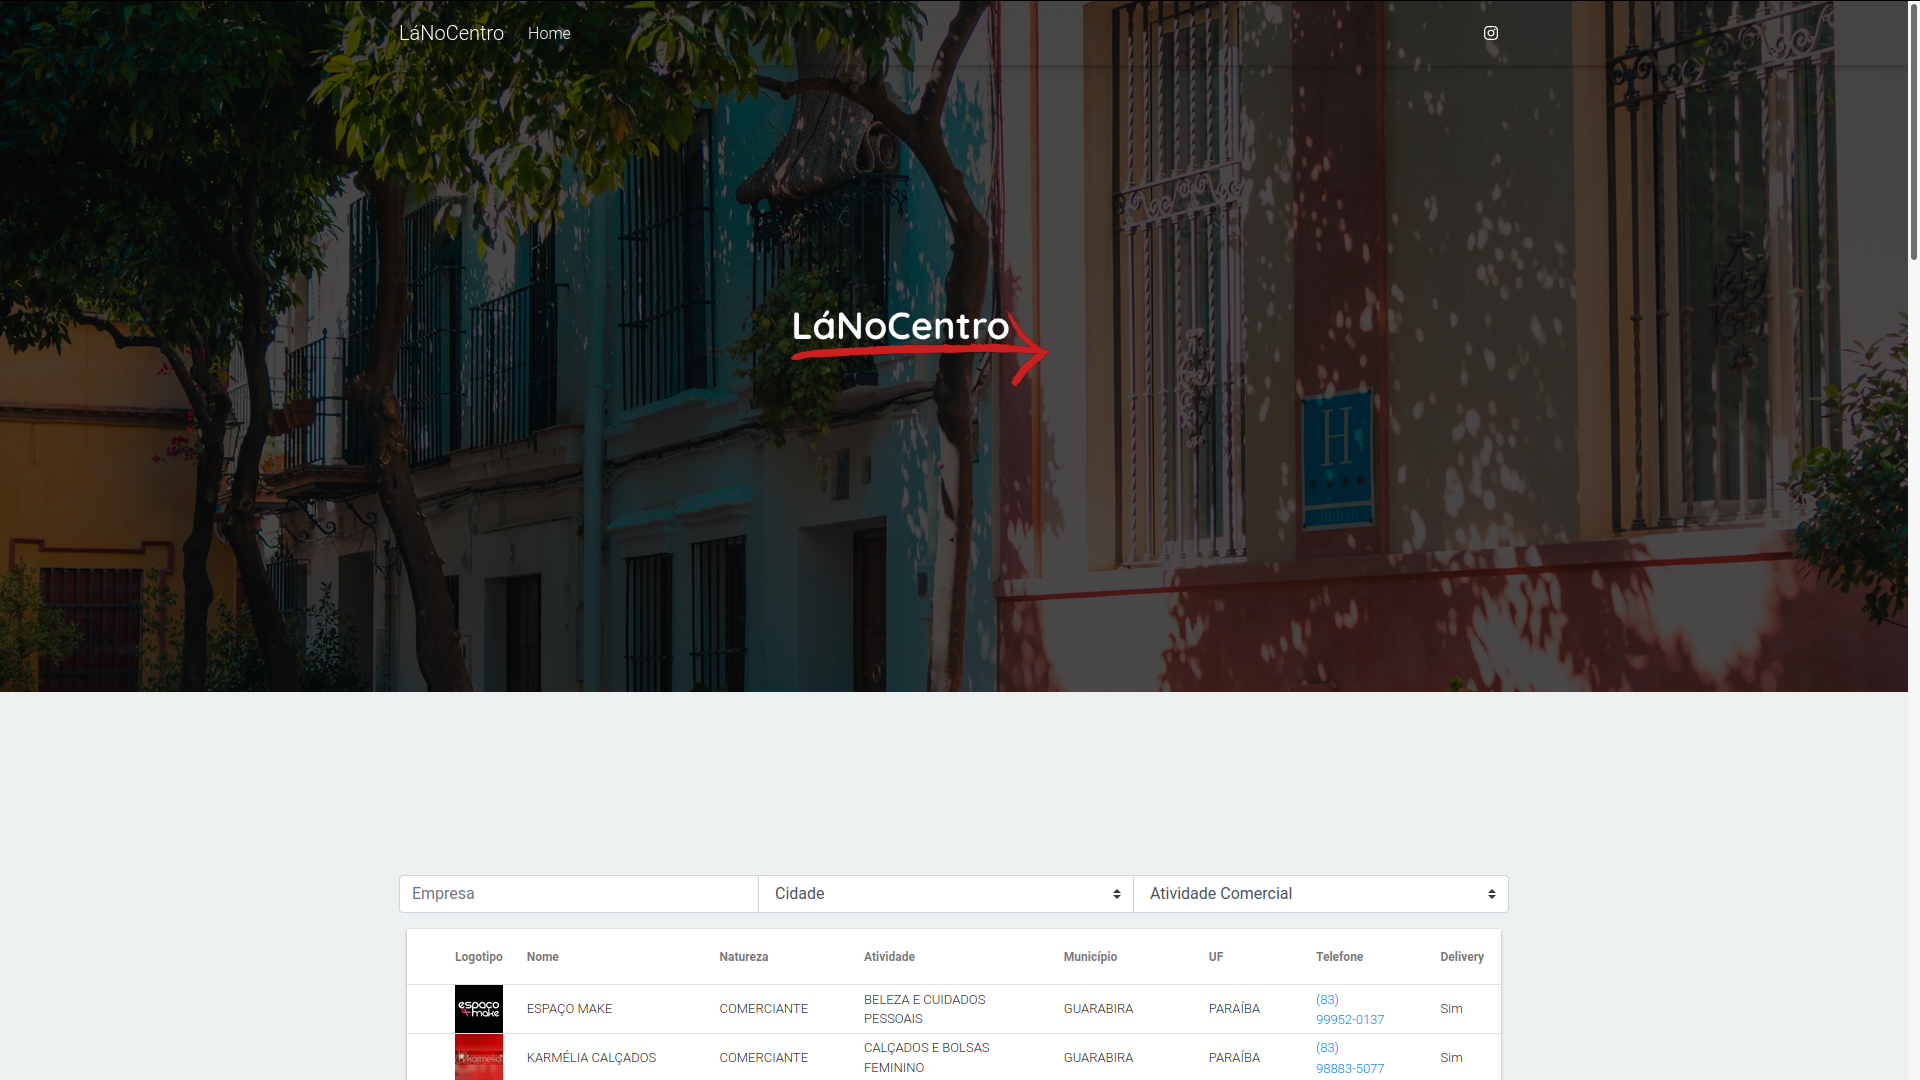 LáNoCentro Home
LáNoCentro
H
Empresa Cidade Atividade Comercial
Logotipo Nome Natureza Atividade Município UF Telefone Delivery
espaço
make
ESPAÇO MAKE COMERCIANTE BELEZA E CUIDADOS
PESSOAIS GUARABIRA PARAÍBA (83)
99952-0137 Sim
karmelia
KARMÉLIA CALÇADOS COMERCIANTE CALÇADOS E BOLSAS
FEMININO GUARABIRA PARAÍBA (83)
98883-5077 Sim